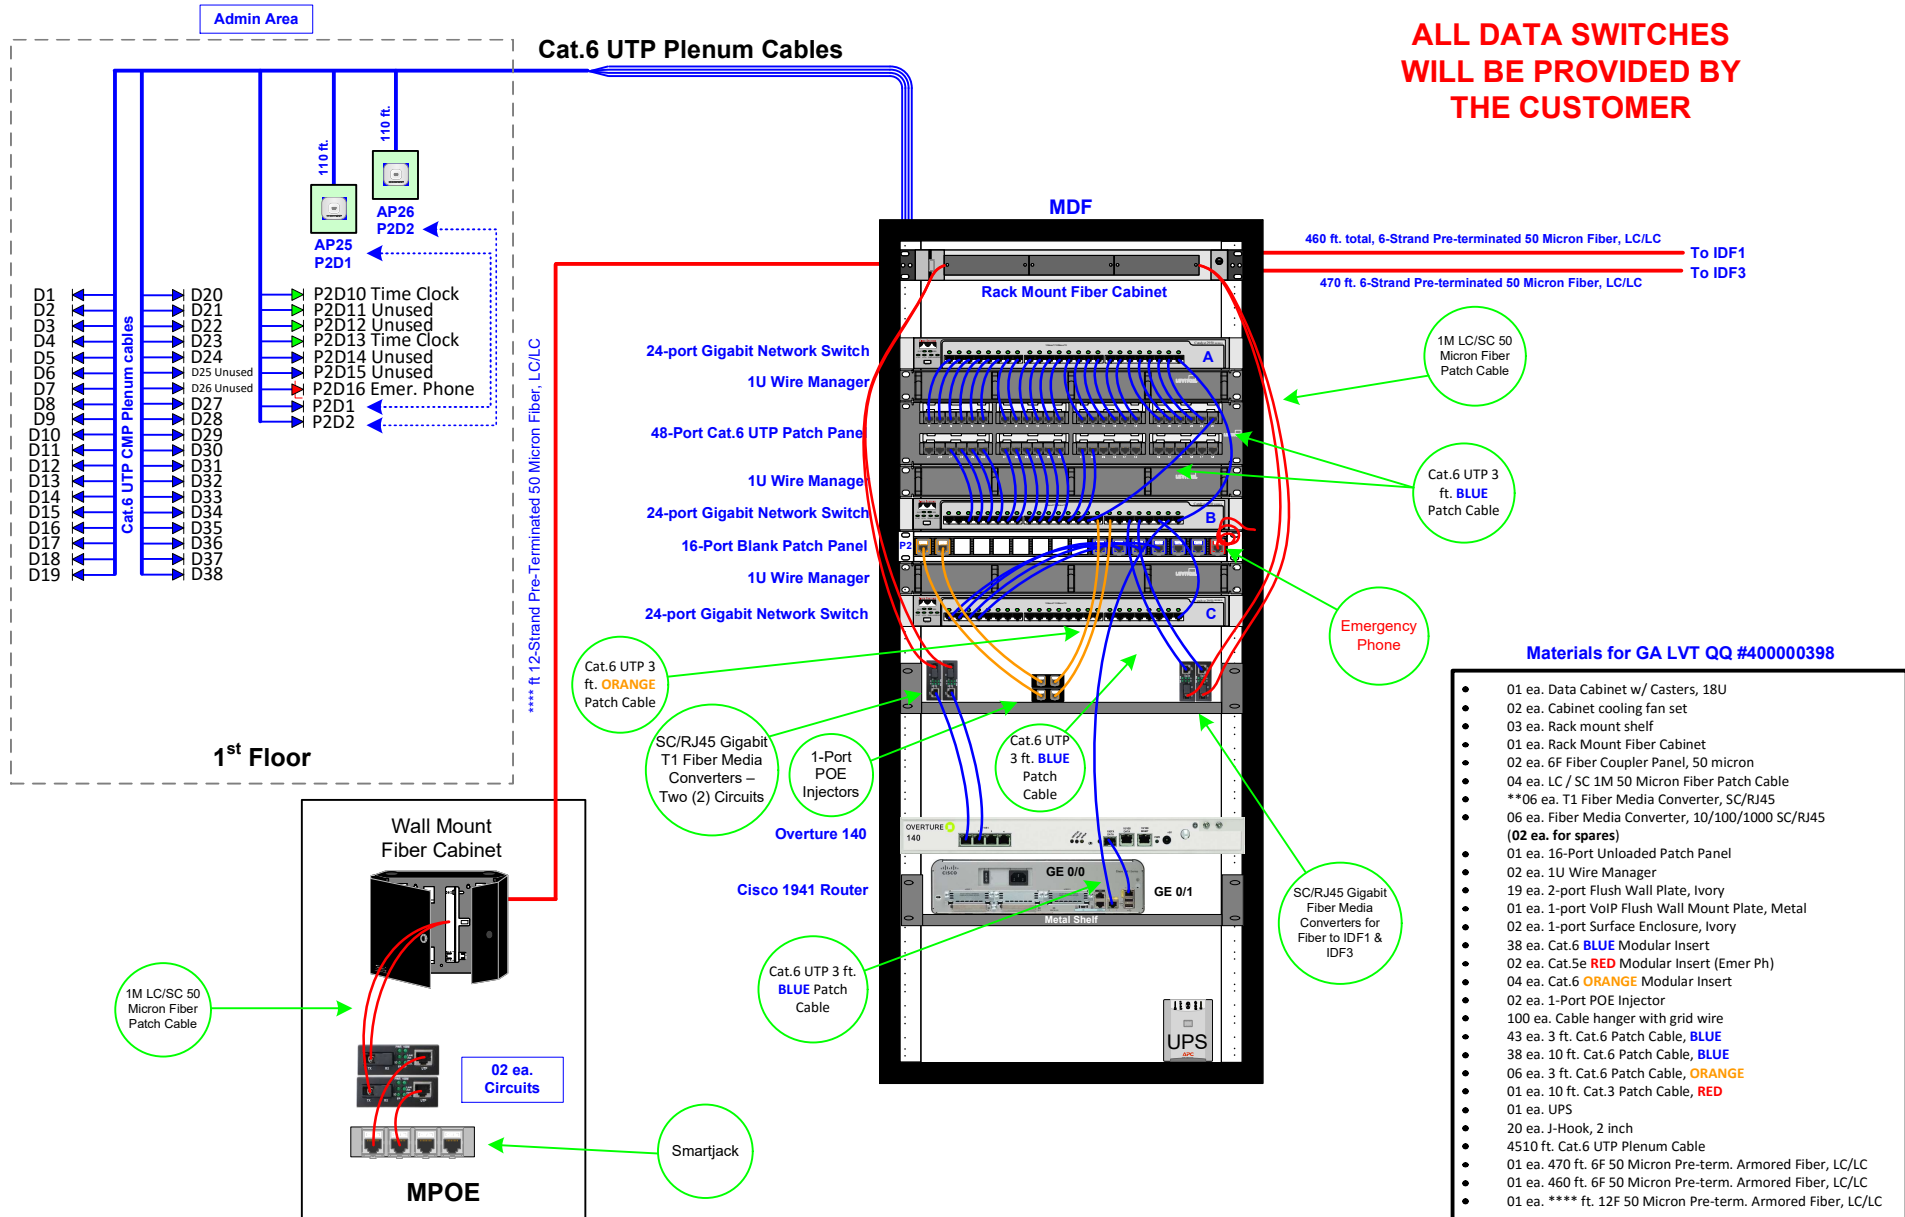 Admin Area
Cat.6 UTP Plenum Cables
ALL DATA SWITCHES
WILL BE PROVIDED BY
THE CUSTOMER
110 ft.
110 ft.
AP26
P2D2
AP25
P2D1
D1
D2
D3
D4
D5
D6
D7
D8
D9
D10
D11
D12
D13
D14
D15
D16
D17
D18
D19
Cat.6 UTP CMP Plenum cables
D20
D21
D22
D23
D24
D25 Unused
D26 Unused
D27
D28
D29
D30
D31
D32
D33
D34
D35
D36
D37
D38
P2D10 Time Clock
P2D11 Unused
P2D12 Unused
P2D13 Time Clock
P2D14 Unused
P2D15 Unused
P2D16 Emer. Phone
P2D1
P2D2
1st Floor
**** ft 12-Strand Pre-Terminated 50 Micron Fiber, LC/LC
MDF
460 ft. total, 6-Strand Pre-terminated 50 Micron Fiber, LC/LC
To IDF1
To IDF3
470 ft. 6-Strand Pre-terminated 50 Micron Fiber, LC/LC
Rack Mount Fiber Cabinet
24-port Gigabit Network Switch
A
1U Wire Manager
48-Port Cat.6 UTP Patch Pane
1U Wire Manage
24-port Gigabit Network Switch
B
16-Port Blank Patch Panel
P2
1U Wire Manager
24-port Gigabit Network Switch
C
1M LC/SC 50
Micron Fiber
Patch Cable
Cat.6 UTP 3
ft. BLUE
Patch Cable
Emergency
Phone
Cat.6 UTP 3
ft. ORANGE
Patch Cable
SC/RJ45 Gigabit
T1 Fiber Media
Converters –
Two (2) Circuits
1-Port
POE
Injectors
Cat.6 UTP
3 ft. BLUE
Patch
Cable
SC/RJ45 Gigabit
Fiber Media
Converters for
Fiber to IDF1 &
IDF3
Overture 140
OVERTURE
140
Cisco 1941 Router
CISCO
GE 0/0
GE 0/1
Metal Shelf
Cat.6 UTP 3 ft.
BLUE Patch
Cable
UPS
APC
Wall Mount
Fiber Cabinet
1M LC/SC 50
Micron Fiber
Patch Cable
02 ea.
Circuits
Smartjack
MPOE
Materials for GA LVT QQ #400000398
• 01 ea. Data Cabinet w/ Casters, 18U
• 02 ea. Cabinet cooling fan set
• 03 ea. Rack mount shelf
• 01 ea. Rack Mount Fiber Cabinet
• 02 ea. 6F Fiber Coupler Panel, 50 micron
• 04 ea. LC / SC 1M 50 Micron Fiber Patch Cable
• **06 ea. T1 Fiber Media Converter, SC/RJ45
• 06 ea. Fiber Media Converter, 10/100/1000 SC/RJ45
(02 ea. for spares)
• 01 ea. 16-Port Unloaded Patch Panel
• 02 ea. 1U Wire Manager
• 19 ea. 2-port Flush Wall Plate, Ivory
• 01 ea. 1-port VoIP Flush Wall Mount Plate, Metal
• 02 ea. 1-port Surface Enclosure, Ivory
• 38 ea. Cat.6 BLUE Modular Insert
• 02 ea. Cat.5e RED Modular Insert (Emer Ph)
• 04 ea. Cat.6 ORANGE Modular Insert
• 02 ea. 1-Port POE Injector
• 100 ea. Cable hanger with grid wire
• 43 ea. 3 ft. Cat.6 Patch Cable, BLUE
• 38 ea. 10 ft. Cat.6 Patch Cable, BLUE
• 06 ea. 3 ft. Cat.6 Patch Cable, ORANGE
• 01 ea. 10 ft. Cat.3 Patch Cable, RED
• 01 ea. UPS
• 20 ea. J-Hook, 2 inch
• 4510 ft. Cat.6 UTP Plenum Cable
• 01 ea. 470 ft. 6F 50 Micron Pre-term. Armored Fiber, LC/LC
• 01 ea. 460 ft. 6F 50 Micron Pre-term. Armored Fiber, LC/LC
• 01 ea. **** ft. 12F 50 Micron Pre-term. Armored Fiber, LC/LC